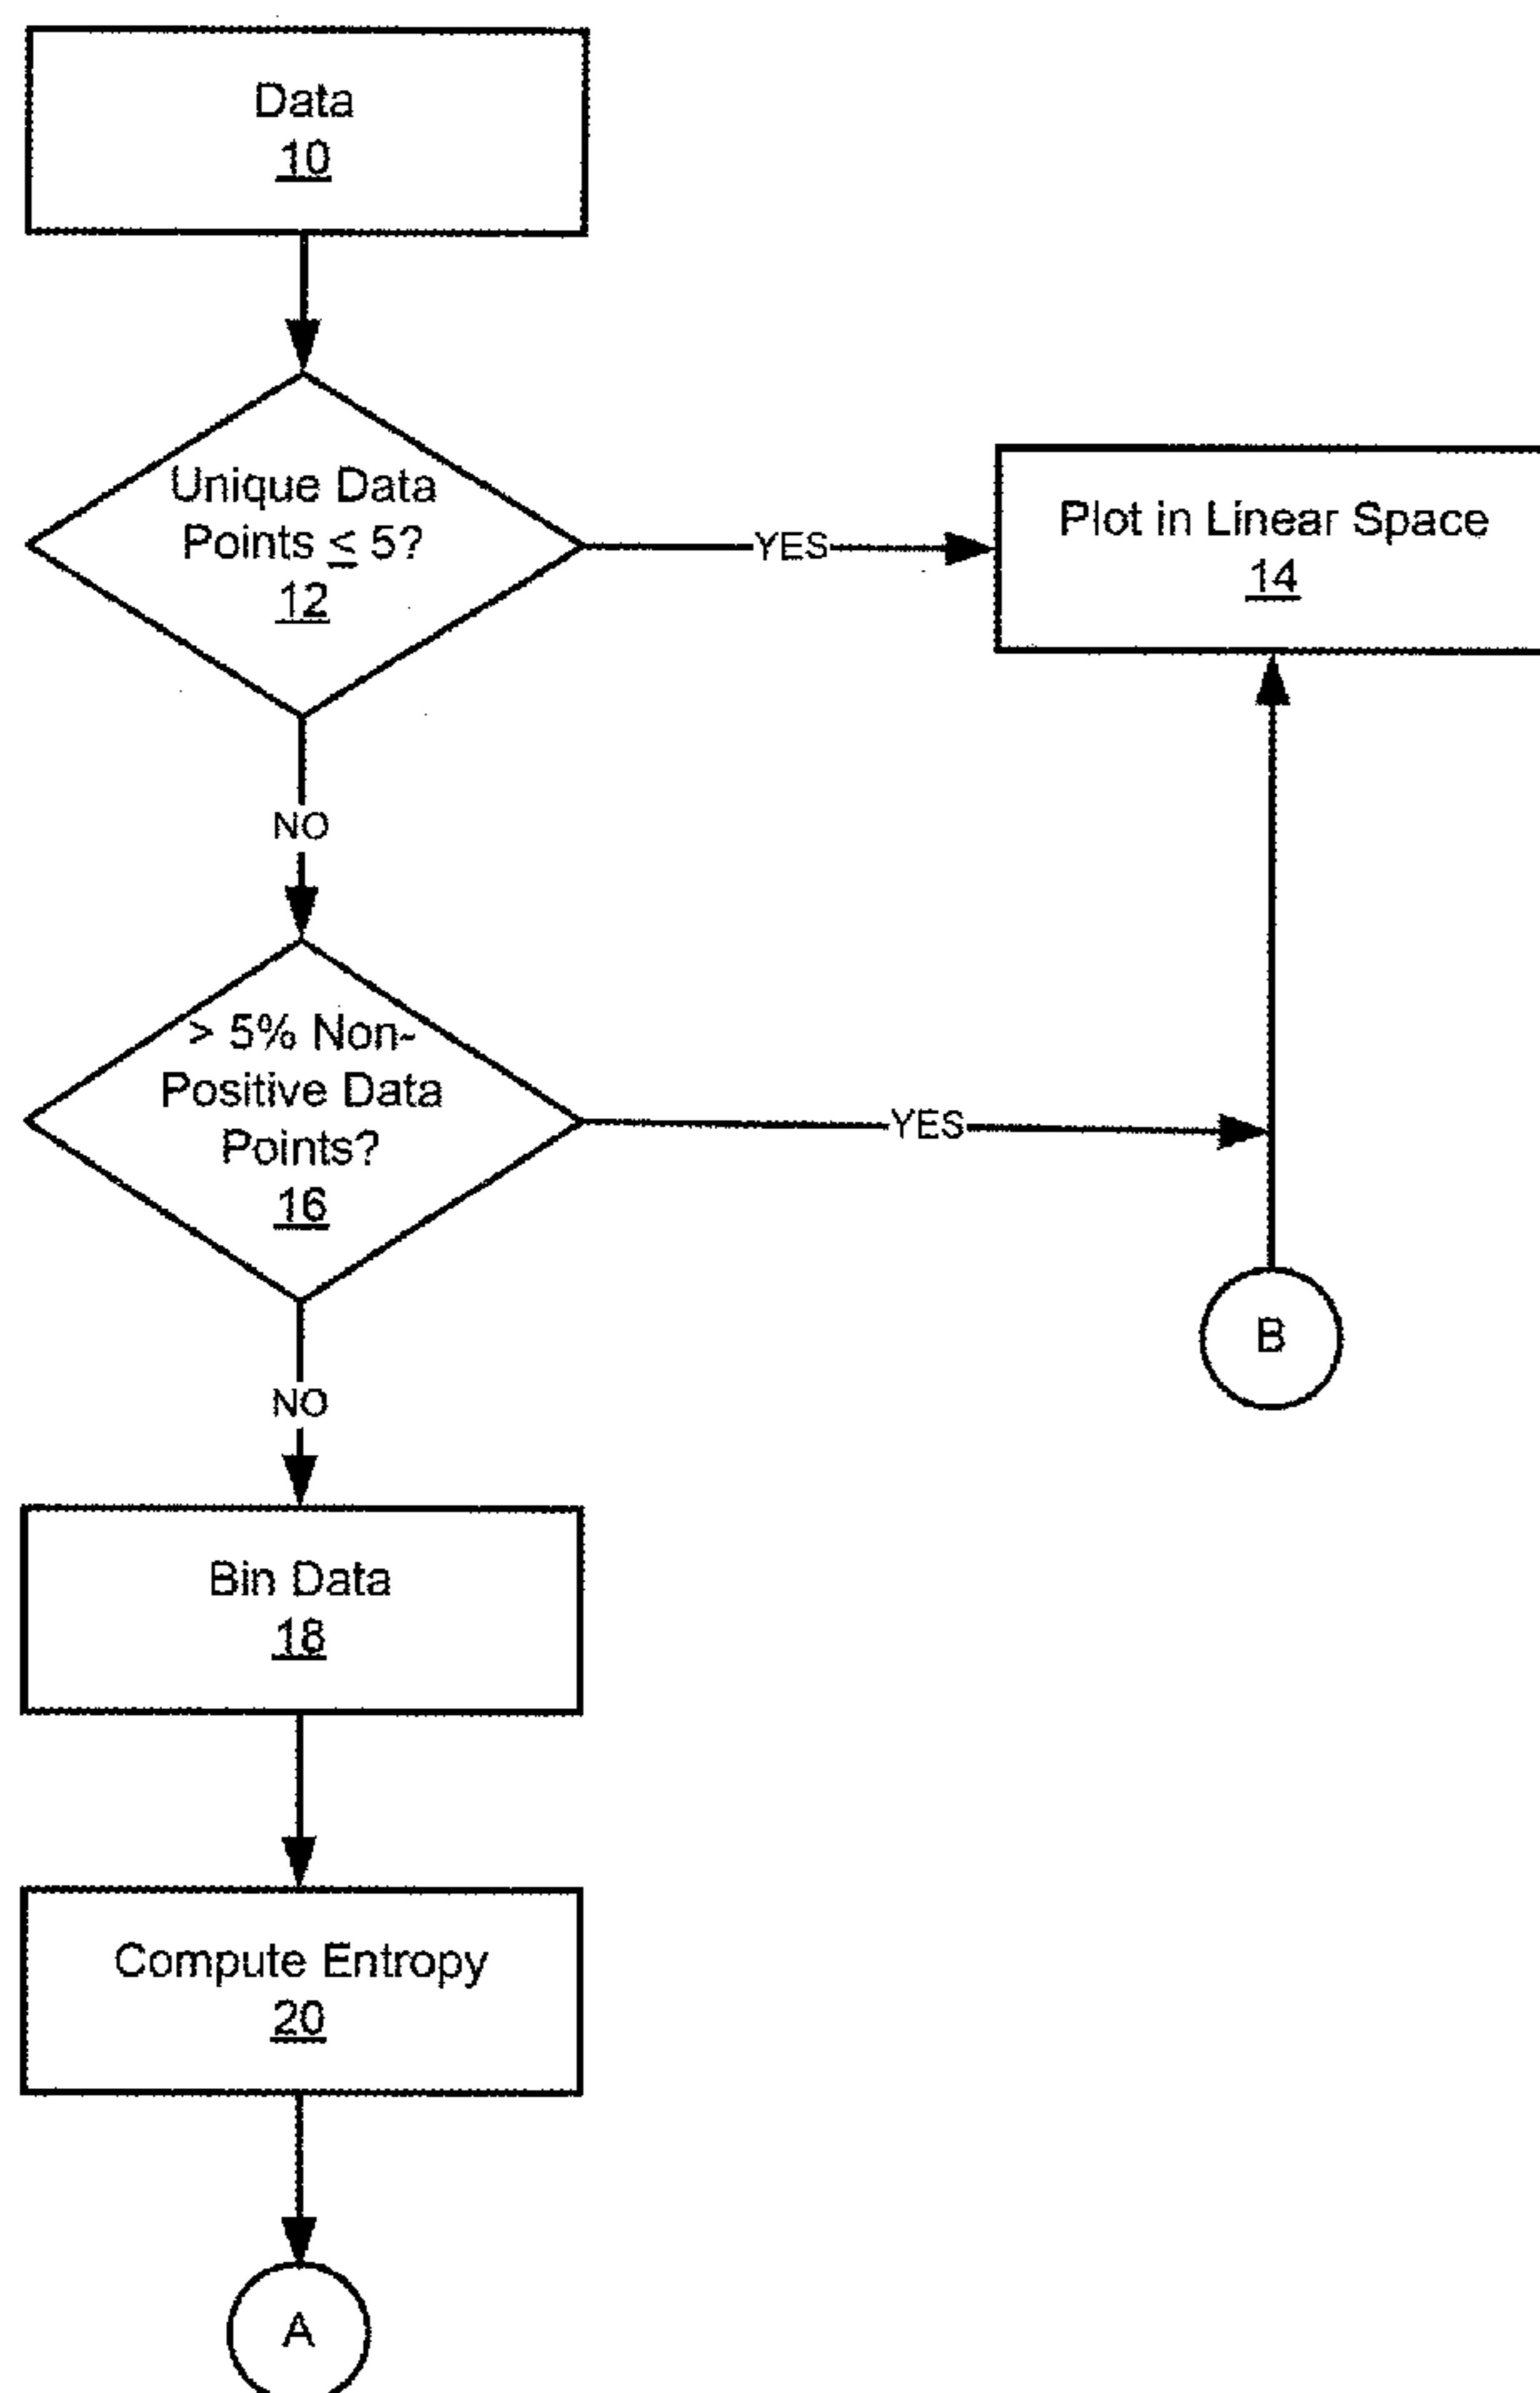 Data
10
Unique Data
Points ≤ 5?
12
YES
Plot in Linear Space
14
NO
> 5% Non-
Positive Data
Points?
16
YES
B
NO
Bin Data
18
Compute Entropy
20
A